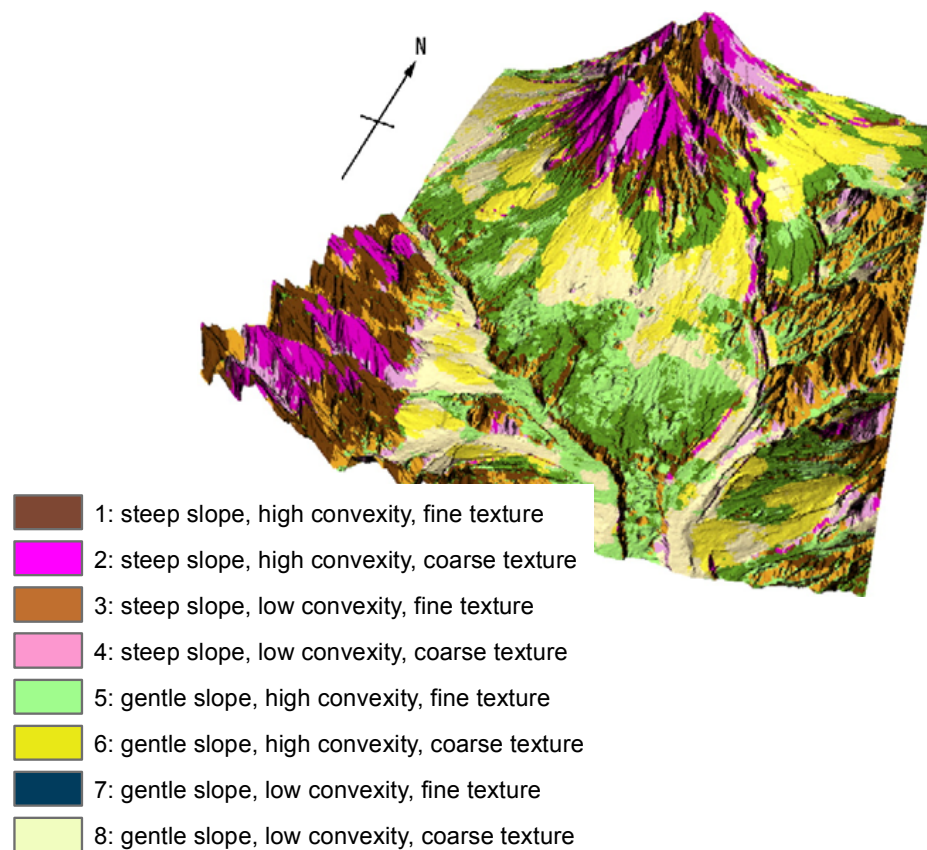 N
1: steep slope, high convexity, fine texture
2: steep slope, high convexity, coarse texture
3: steep slope, low convexity, fine texture
4: steep slope, low convexity, coarse texture
5: gentle slope, high convexity, fine texture
6: gentle slope, high convexity, coarse texture
7: gentle slope, low convexity, fine texture
8: gentle slope, low convexity, coarse texture